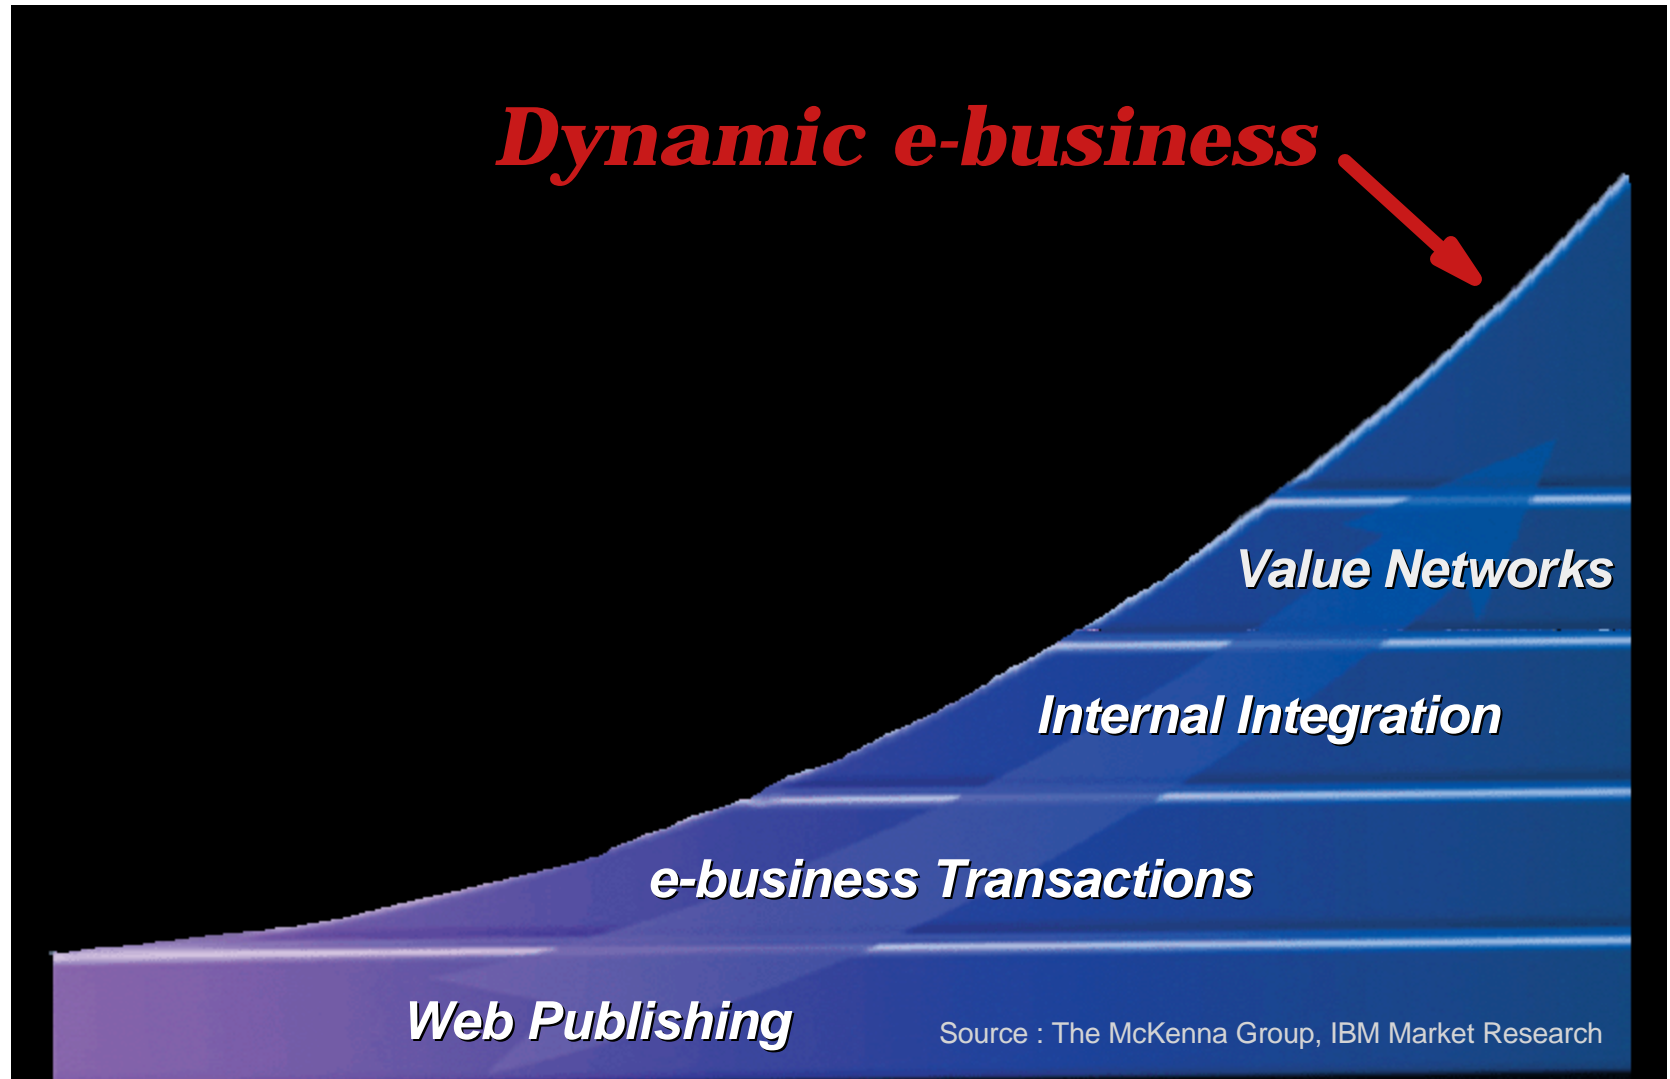 Dynamic e-business
Value Networks
Internal Integration
e-business Transactions
Web Publishing
Source : The McKenna Group, IBM Market Research